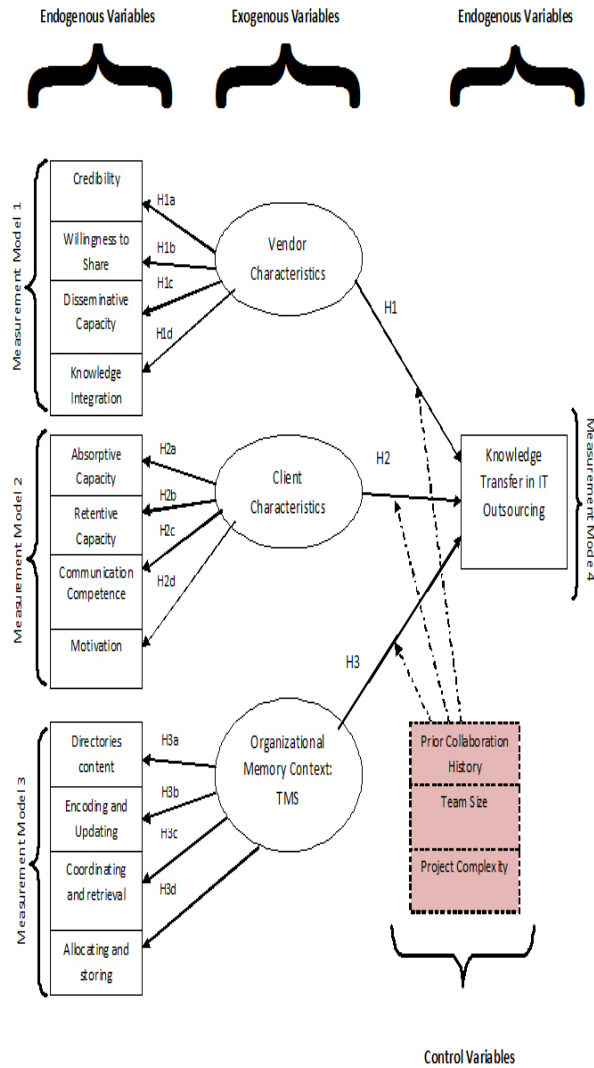 Endogenous Variables
Exogenous Variables
Endogenous Variables
Measurement Model 1
Credibility
Willingness to
Share
Disseminative
Capacity
Knowledge
Integration
H1a
H1b
H1c
H1d
Vendor
Characteristics
H1
Measurement Model 2
Absorptive
Capacity
Retentive
Capacity
Communication
Competence
Motivation
H2a
H2b
H2c
H2d
Client
Characteristics
H2
Knowledge
Transfer in IT
Outsourcing
Measurement Mode 4
Measurement Model 3
Directories
content
Encoding and
Updating
Coordinating
and retrieval
Allocating and
storing
H3a
H3b
H3c
H3d
Organizational
Memory Context:
TMS
H3
Prior Collaboration
History
Team Size
Project Complexity
Control Variables